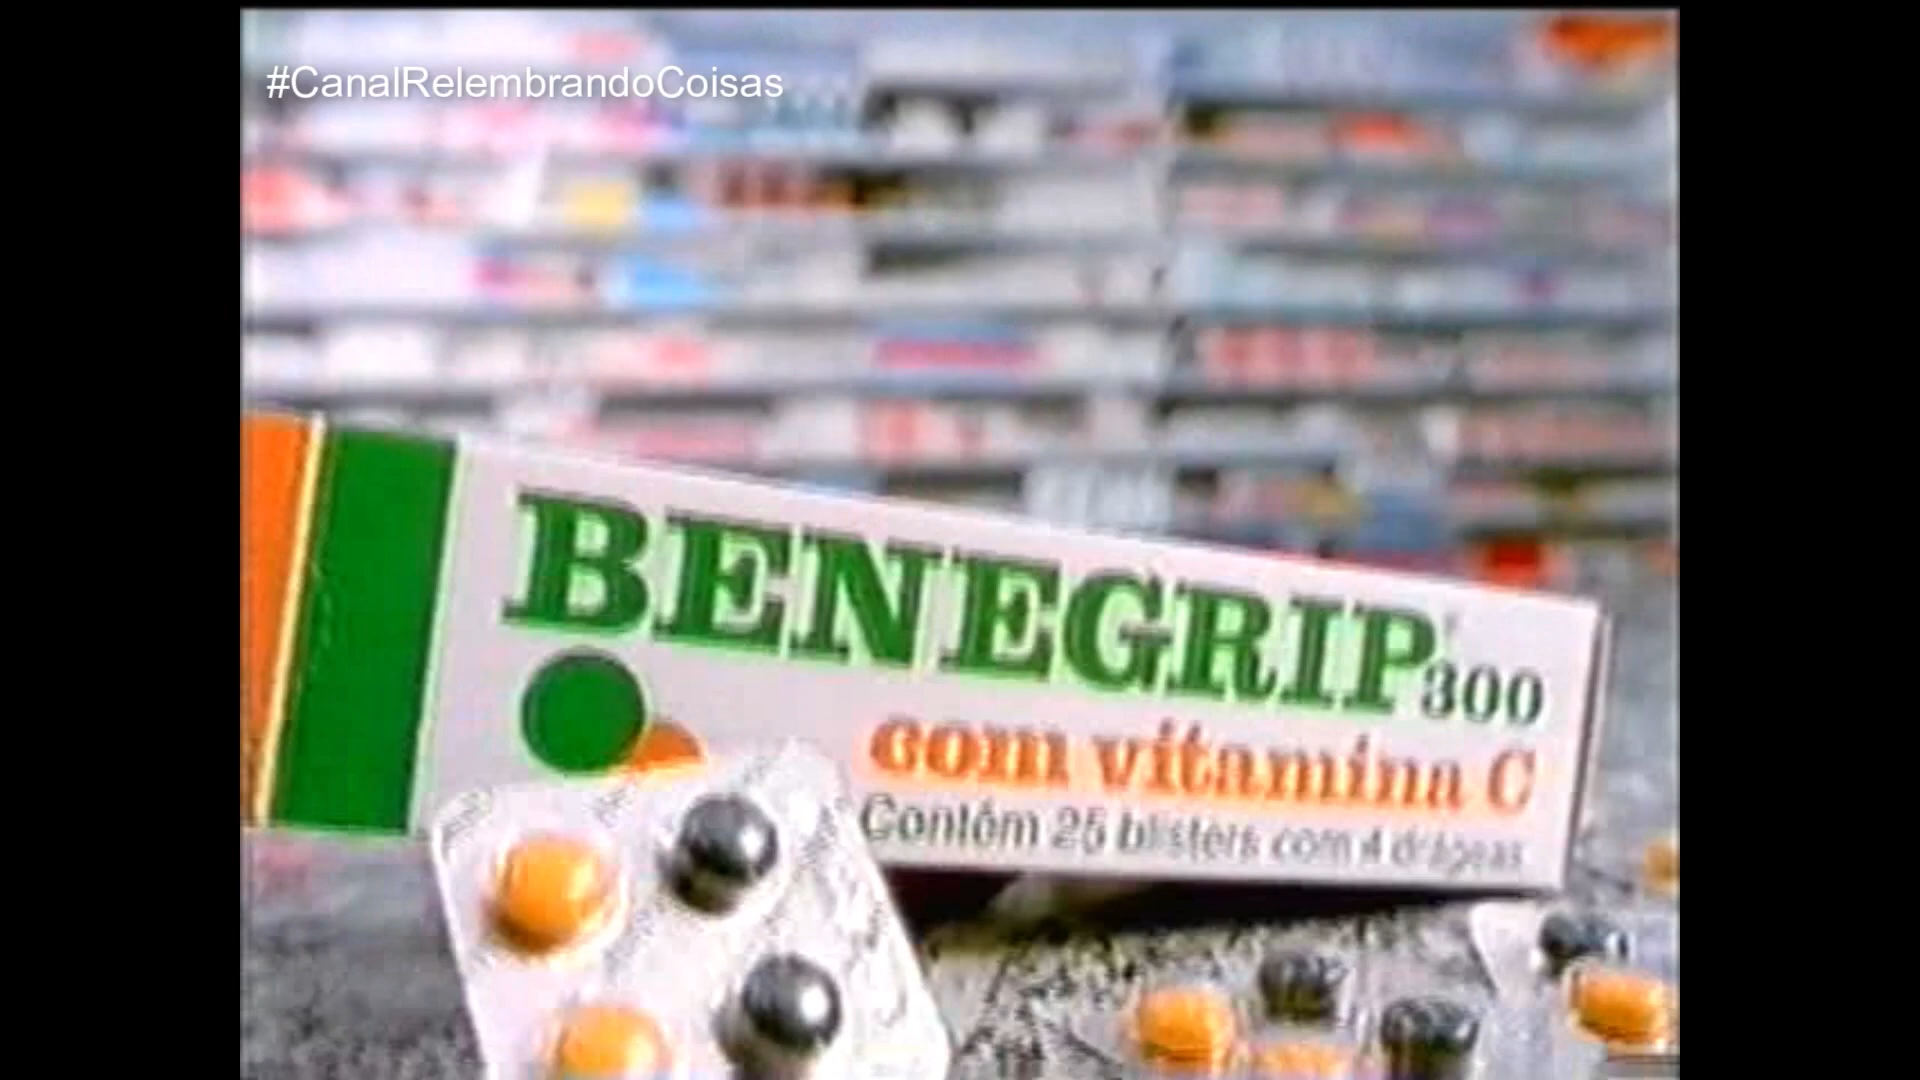 #CanalRelembrandoCoisas
BENEGRIP 300
com vitamina C
Contém 25 blisters com 4 drágeas